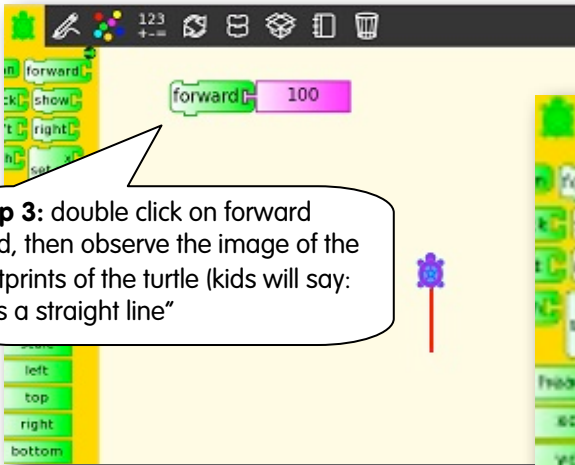 123
+-=
forward
show
right
set
x
forward 100
p 3: double click on forward
d, then observe the image of the
tprints of the turtle (kids will say:
s a straight line”
left
top
right
bottom